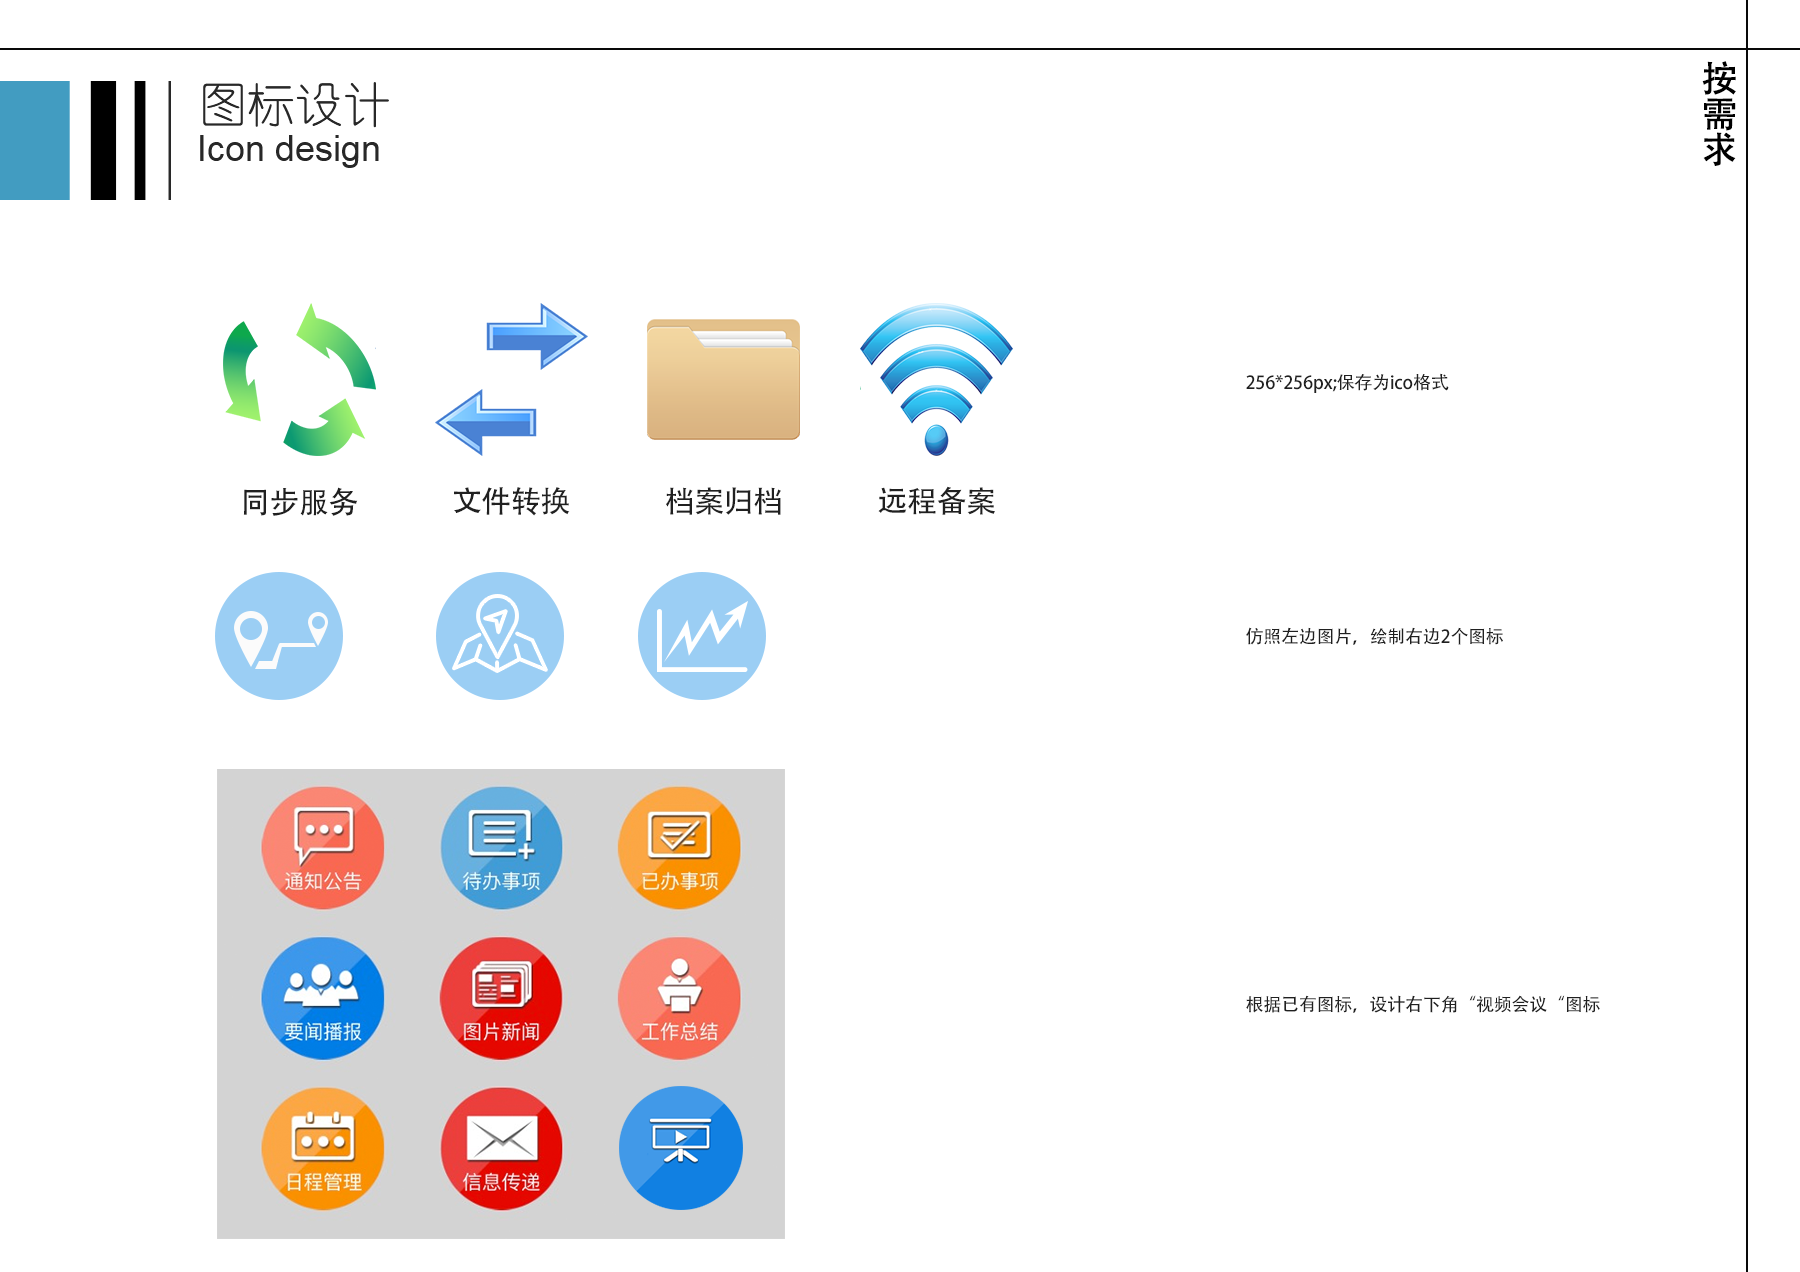 图标设计
Icon design
按需求
256*256px;保存为ico格式
同步服务
文件转换
档案归档
远程备案
仿照左边图片，绘制右边2个图标
通知公告
待办事项
已办事项
要闻播报
图片新闻
工作总结
根据已有图标，设计右下角“视频会议“图标
日程管理
信息传递